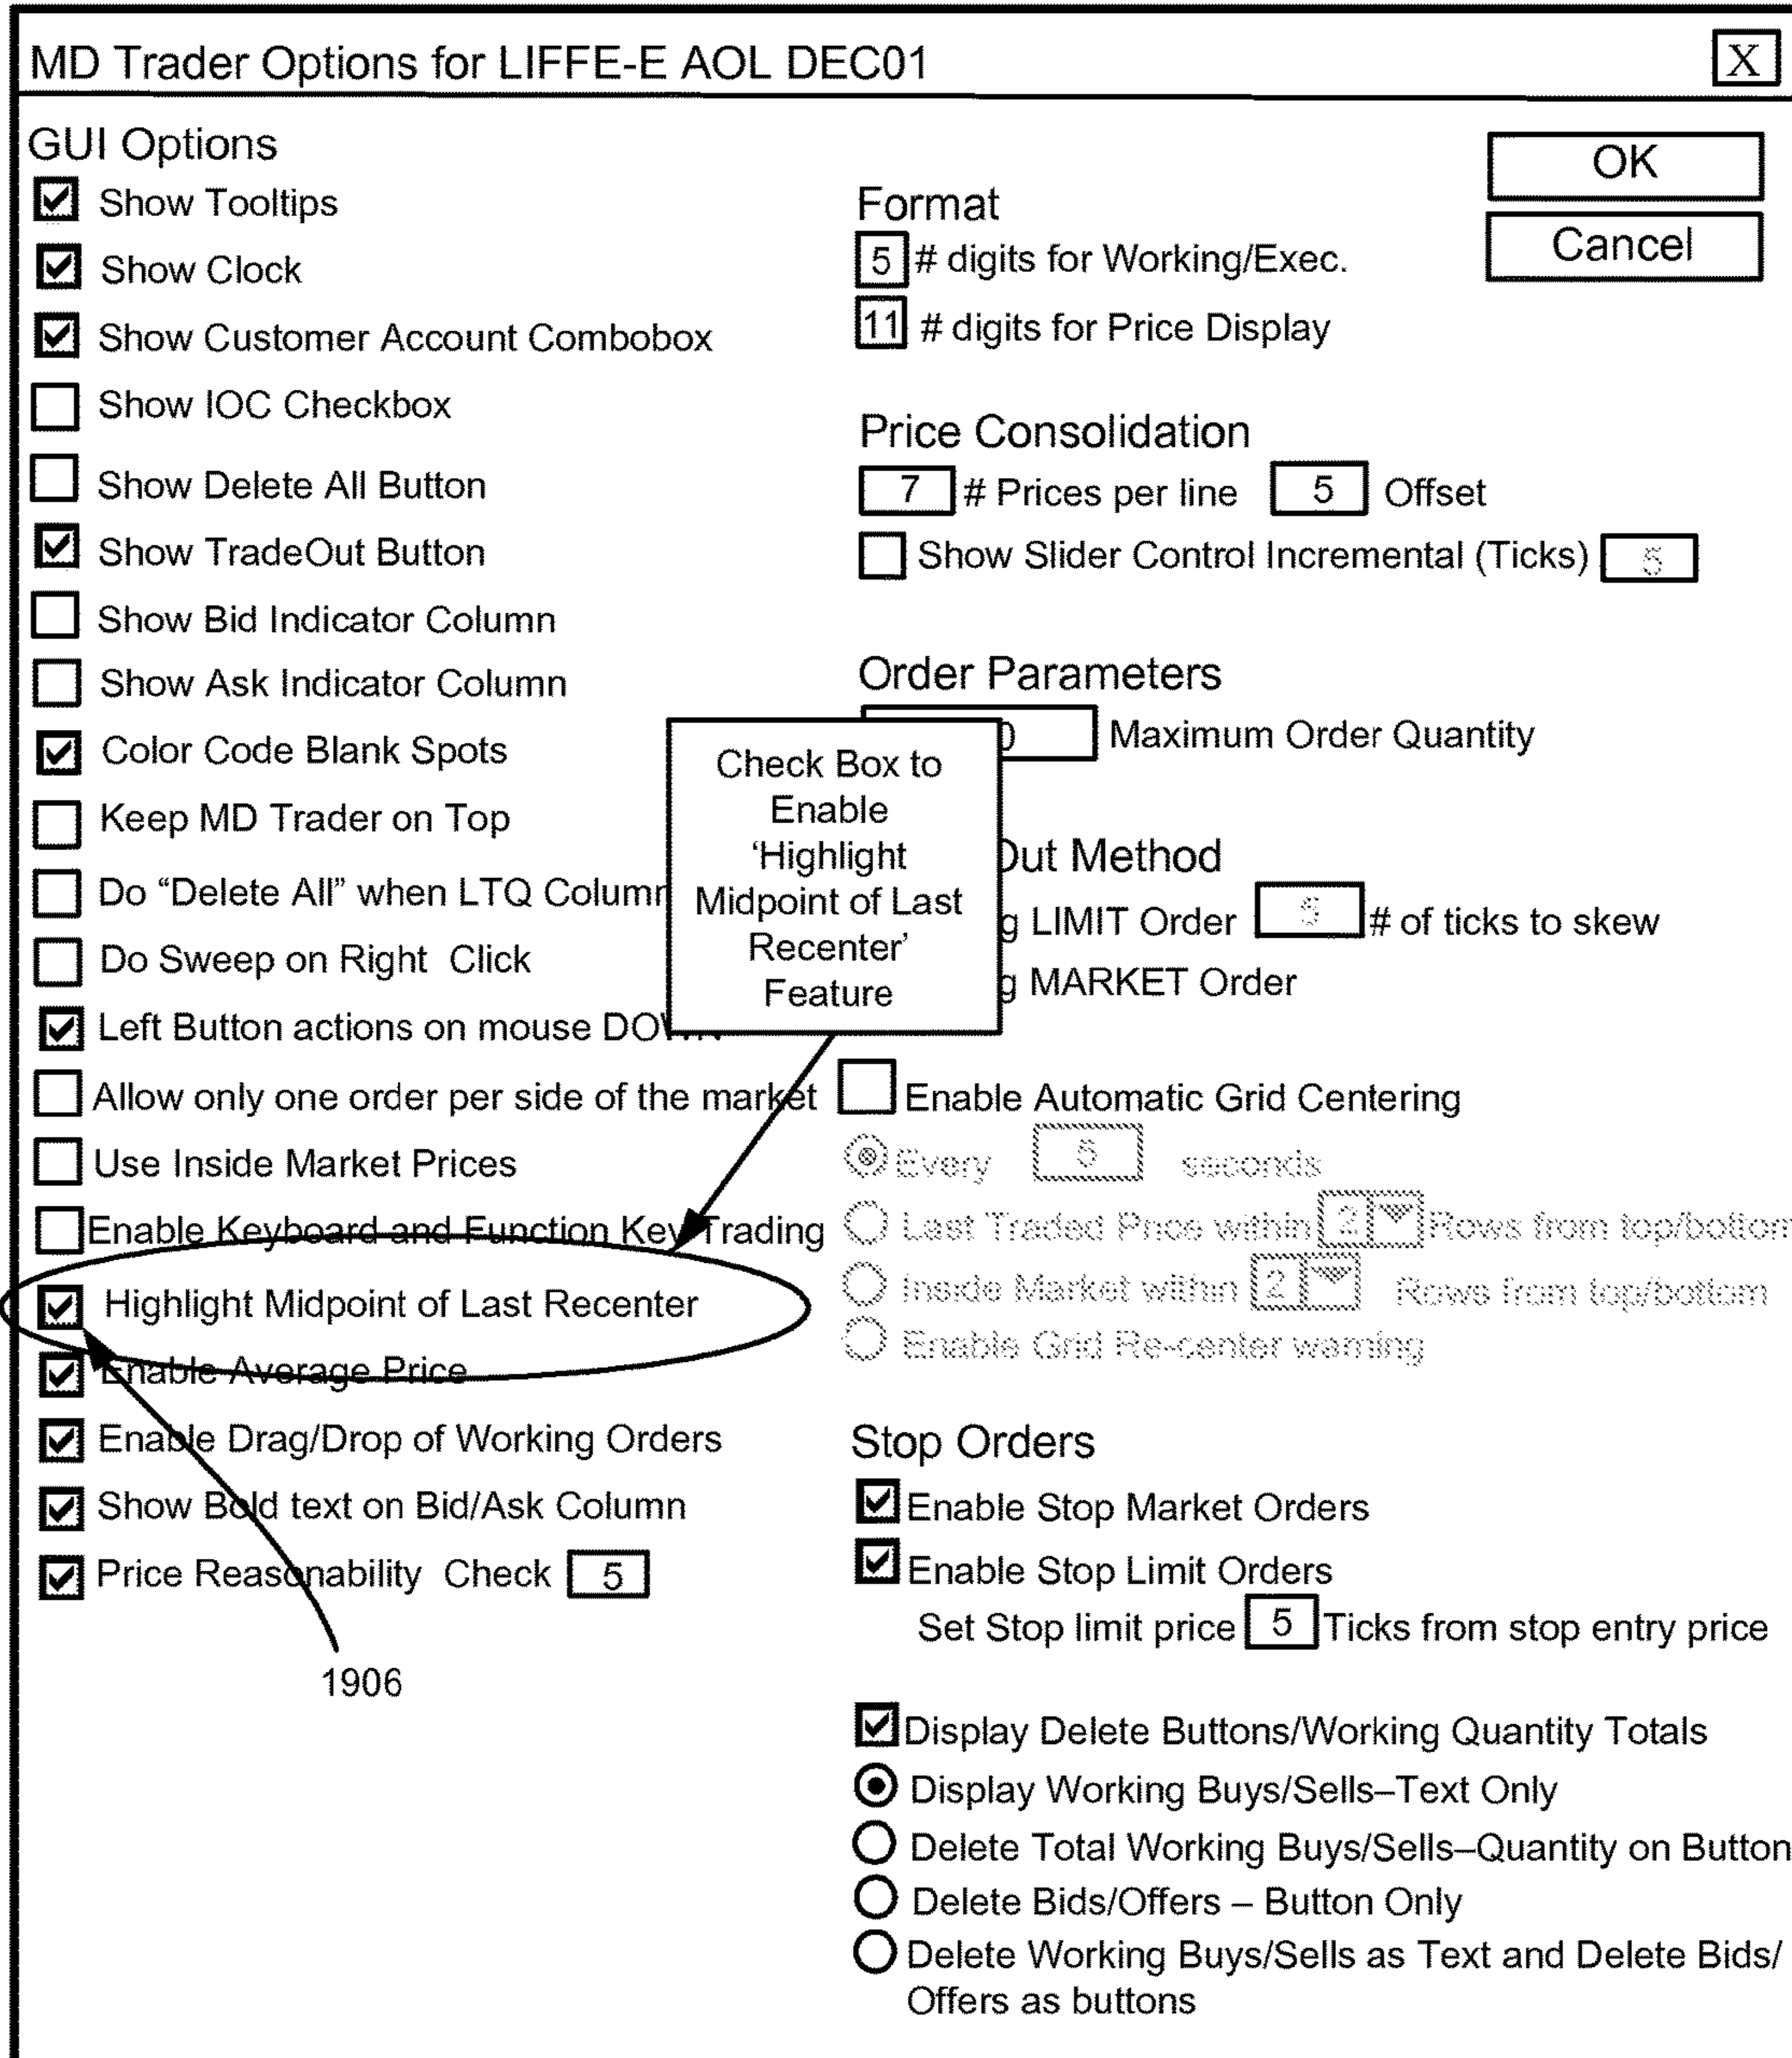 MD Trader Options for LIFFE-E AOL DEC01
X
GUI Options
Show Tooltips
Show Clock
Show Customer Account Combobox
Show IOC Checkbox
Show Delete All Button
Show TradeOut Button
Show Bid Indicator Column
Show Ask Indicator Column
Color Code Blank Spots
Keep MD Trader on Top
Do “Delete All” when LTQ Column
Do Sweep on Right Click
Left Button actions on mouse DOWN
Allow only one order per side of the market
Use Inside Market Prices
Enable Keyboard and Function Key Trading
Highlight Midpoint of Last Recenter
Enable Average Price
Enable Drag/Drop of Working Orders
Show Bold text on Bid/Ask Column
Price Reasonability Check 5
1906
Check Box to
Enable
‘Highlight
Midpoint of Last
Recenter’
Feature
OK
Cancel
Format
5 # digits for Working/Exec.
11 # digits for Price Display
Price Consolidation
7 # Prices per line 5 Offset
Show Slider Control Incremental (Ticks) 5
Order Parameters
0 Maximum Order Quantity
Out Method
g LIMIT Order 5 # of ticks to skew
g MARKET Order
Enable Automatic Grid Centering
Every 5 seconds
Last Traded Price within 2 Rows from top/bottom
Inside Market within 2 Rows from top/bottom
Enable Grid Re-center warning
Stop Orders
Enable Stop Market Orders
Enable Stop Limit Orders
Set Stop limit price 5 Ticks from stop entry price
Display Delete Buttons/Working Quantity Totals
Display Working Buys/Sells–Text Only
Delete Total Working Buys/Sells–Quantity on Button
Delete Bids/Offers – Button Only
Delete Working Buys/Sells as Text and Delete Bids/
Offers as buttons